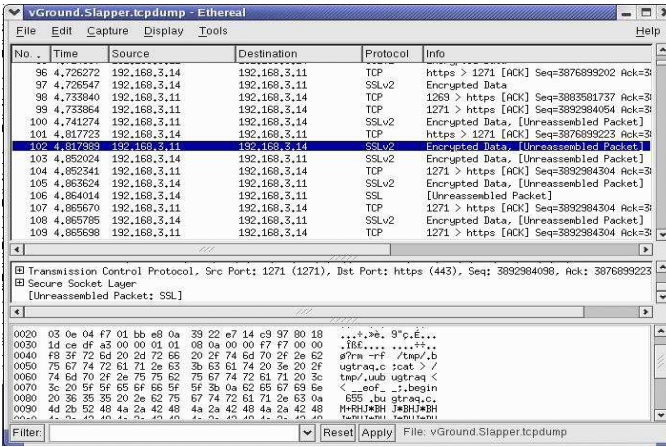 vGround.Slapper.tcpdump - Ethereal
File Edit Capture Display Tools Help
No. . Time Source Destination Protocol Info
96 4.726272 192.168.3.14 192.168.3.11 TCP https > 1271 [ACK] Seq=3876899202 Ack=38
97 4.726547 192.168.3.11 192.168.3.14 SSLv2 Encrypted Data
98 4.733840 192.168.3.11 192.168.3.14 TCP 1269 > https [ACK] Seq=3883581737 Ack=38
99 4.733864 192.168.3.11 192.168.3.14 TCP 1271 > https [ACK] Seq=3892984054 Ack=38
100 4.741274 192.168.3.11 192.168.3.14 SSLv2 Encrypted Data, [Unreassembled Packet]
101 4.817723 192.168.3.14 192.168.3.11 TCP https > 1271 [ACK] Seq=3876899223 Ack=38
102 4.817989 192.168.3.11 192.168.3.14 SSLv2 Encrypted Data, [Unreassembled Packet]
103 4.852024 192.168.3.14 192.168.3.11 SSLv2 Encrypted Data, [Unreassembled Packet]
104 4.852341 192.168.3.11 192.168.3.14 TCP 1271 > https [ACK] Seq=3892984304 Ack=38
105 4.863624 192.168.3.14 192.168.3.11 SSLv2 Encrypted Data, [Unreassembled Packet]
106 4.864014 192.168.3.14 192.168.3.11 SSL [Unreassembled Packet]
107 4.865670 192.168.3.11 192.168.3.14 TCP 1271 > https [ACK] Seq=3892984304 Ack=38
108 4.865785 192.168.3.14 192.168.3.11 SSLv2 Encrypted Data, [Unreassembled Packet]
109 4.865698 192.168.3.11 192.168.3.14 TCP 1271 > https [ACK] Seq=3892984304 Ack=38
Transmission Control Protocol, Src Port: 1271 (1271), Dst Port: https (443), Seq: 3892984098, Ack: 3876899223
Secure Socket Layer
[Unreassembled Packet: SSL]
0020 03 0e 04 f7 01 bb e8 0a 39 22 e7 14 c9 97 80 18
0030 1d ce df a3 00 00 01 01 08 0a 00 00 f7 f7 00 00
0040 f8 3f 72 6d 20 2d 72 66 20 2f 74 6d 70 2f 2e 62 ø?rm -rf /tmp/.b
0050 75 67 74 72 61 71 2e 63 3b 63 61 74 20 3e 20 2f ugtraq.c ;cat > /
0060 74 6d 70 2f 2e 75 75 62 75 67 74 72 61 71 20 3c tmp/.uub ugtraq <
0070 3c 20 5f 5f 65 6f 66 5f 5f 3b 0a 62 65 67 69 6e < __eof_ _;.begin
0080 20 36 35 35 20 2e 62 75 67 74 72 61 71 2e 63 0a 655 .bu gtraq.c.
0090 4d 2b 52 48 4a 2a 42 48 4a 2a 42 48 4a 2a 42 48 M+RHJ*BH J*BHJ*BH
Filter: Reset Apply File: vGround.Slapper.tcpdump